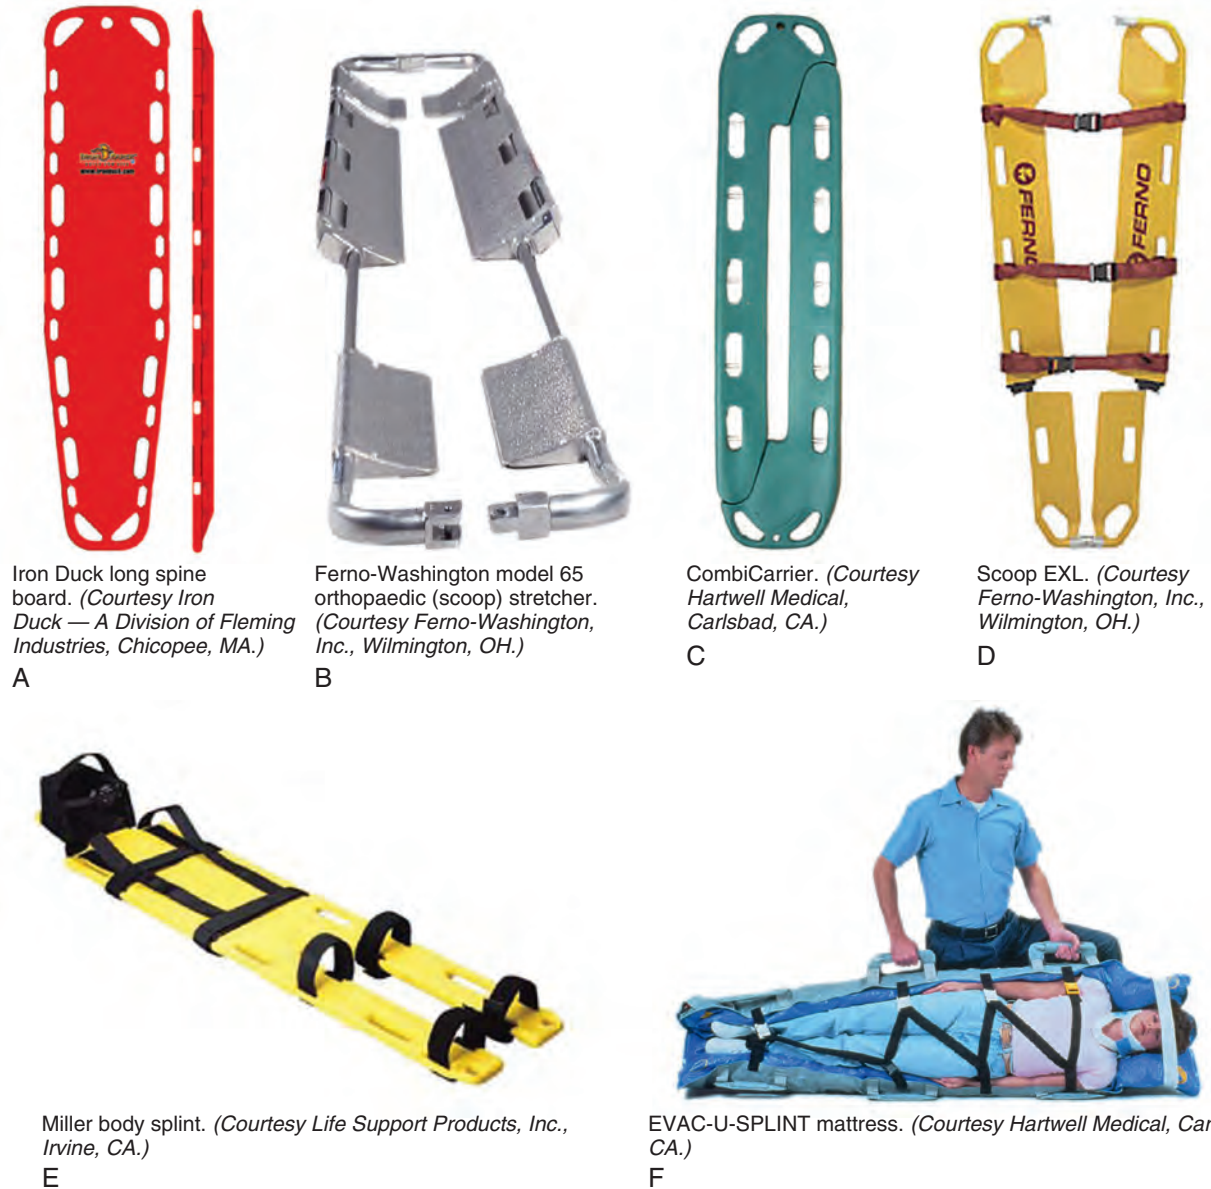 FERNO
FERNO
Iron Duck long spine
board. (Courtesy Iron
Duck — A Division of Fleming
Industries, Chicopee, MA.)
A
Ferno-Washington model 65
orthopaedic (scoop) stretcher.
(Courtesy Ferno-Washington,
Inc., Wilmington, OH.)
B
CombiCarrier. (Courtesy
Hartwell Medical,
Carlsbad, CA.)
C
Scoop EXL. (Courtesy
Ferno-Washington, Inc.,
Wilmington, OH.)
D
Miller body splint. (Courtesy Life Support Products, Inc.,
Irvine, CA.)
E
EVAC-U-SPLINT mattress. (Courtesy Hartwell Medical, Car
CA.)
F